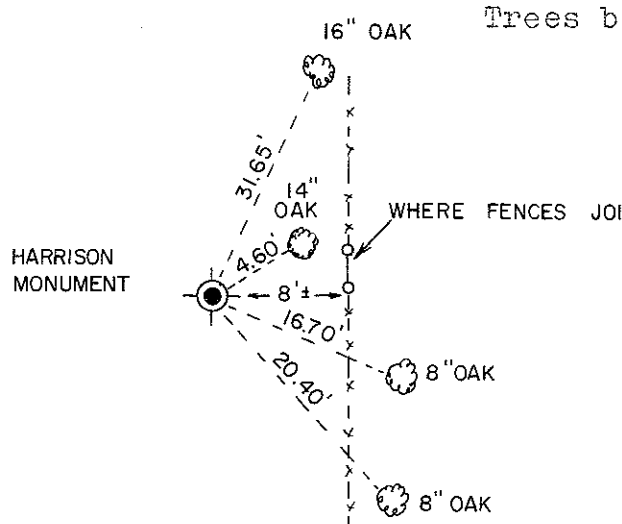 Trees b
16" OAK
31.65'
14"
OAK
4.60'
WHERE FENCES JOI
HARRISON
MONUMENT
8'±
16.70'
8" OAK
20.40'
8" OAK